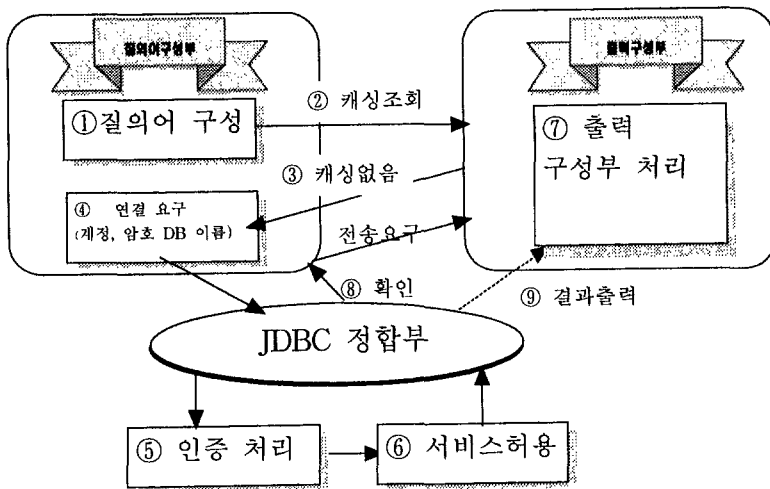 질의어구성부
출력구성부
①질의어 구성
② 캐싱조회
⑦ 출력
구성부 처리
③ 캐싱없음
④ 연결 요구
(계정, 암호 DB 이름)
전송요구
⑧ 확인
⑨ 결과출력
JDBC 정합부
⑤ 인증 처리
⑥ 서비스허용